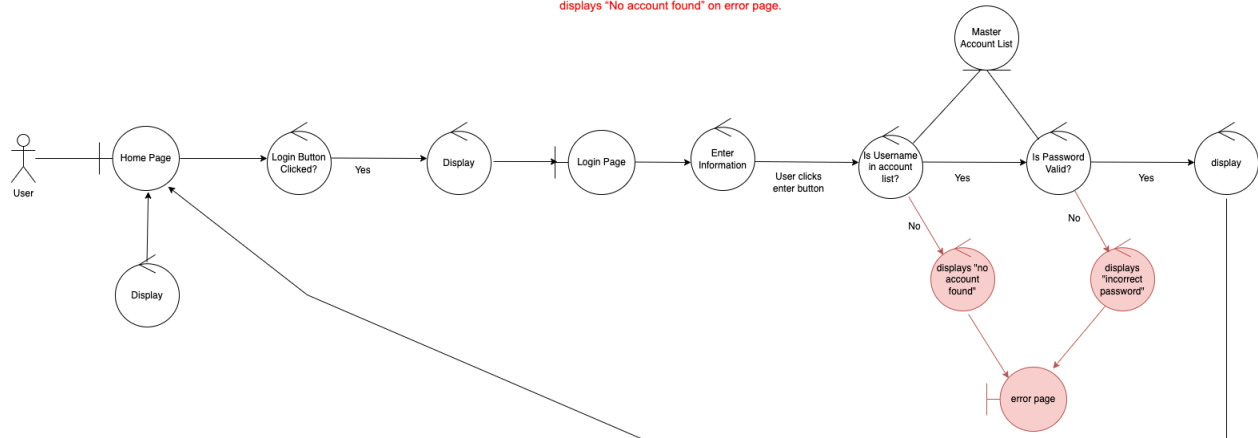 displays “No account found” on error page.
Master
Account List
User
Home Page
Login Button
Clicked?
Yes
Display
Login Page
Enter
Information
User clicks
enter button
Is Username
in account
list?
Yes
Is Password
Valid?
Yes
display
No
No
Display
displays "no
account
found"
displays
"incorrect
password"
error page